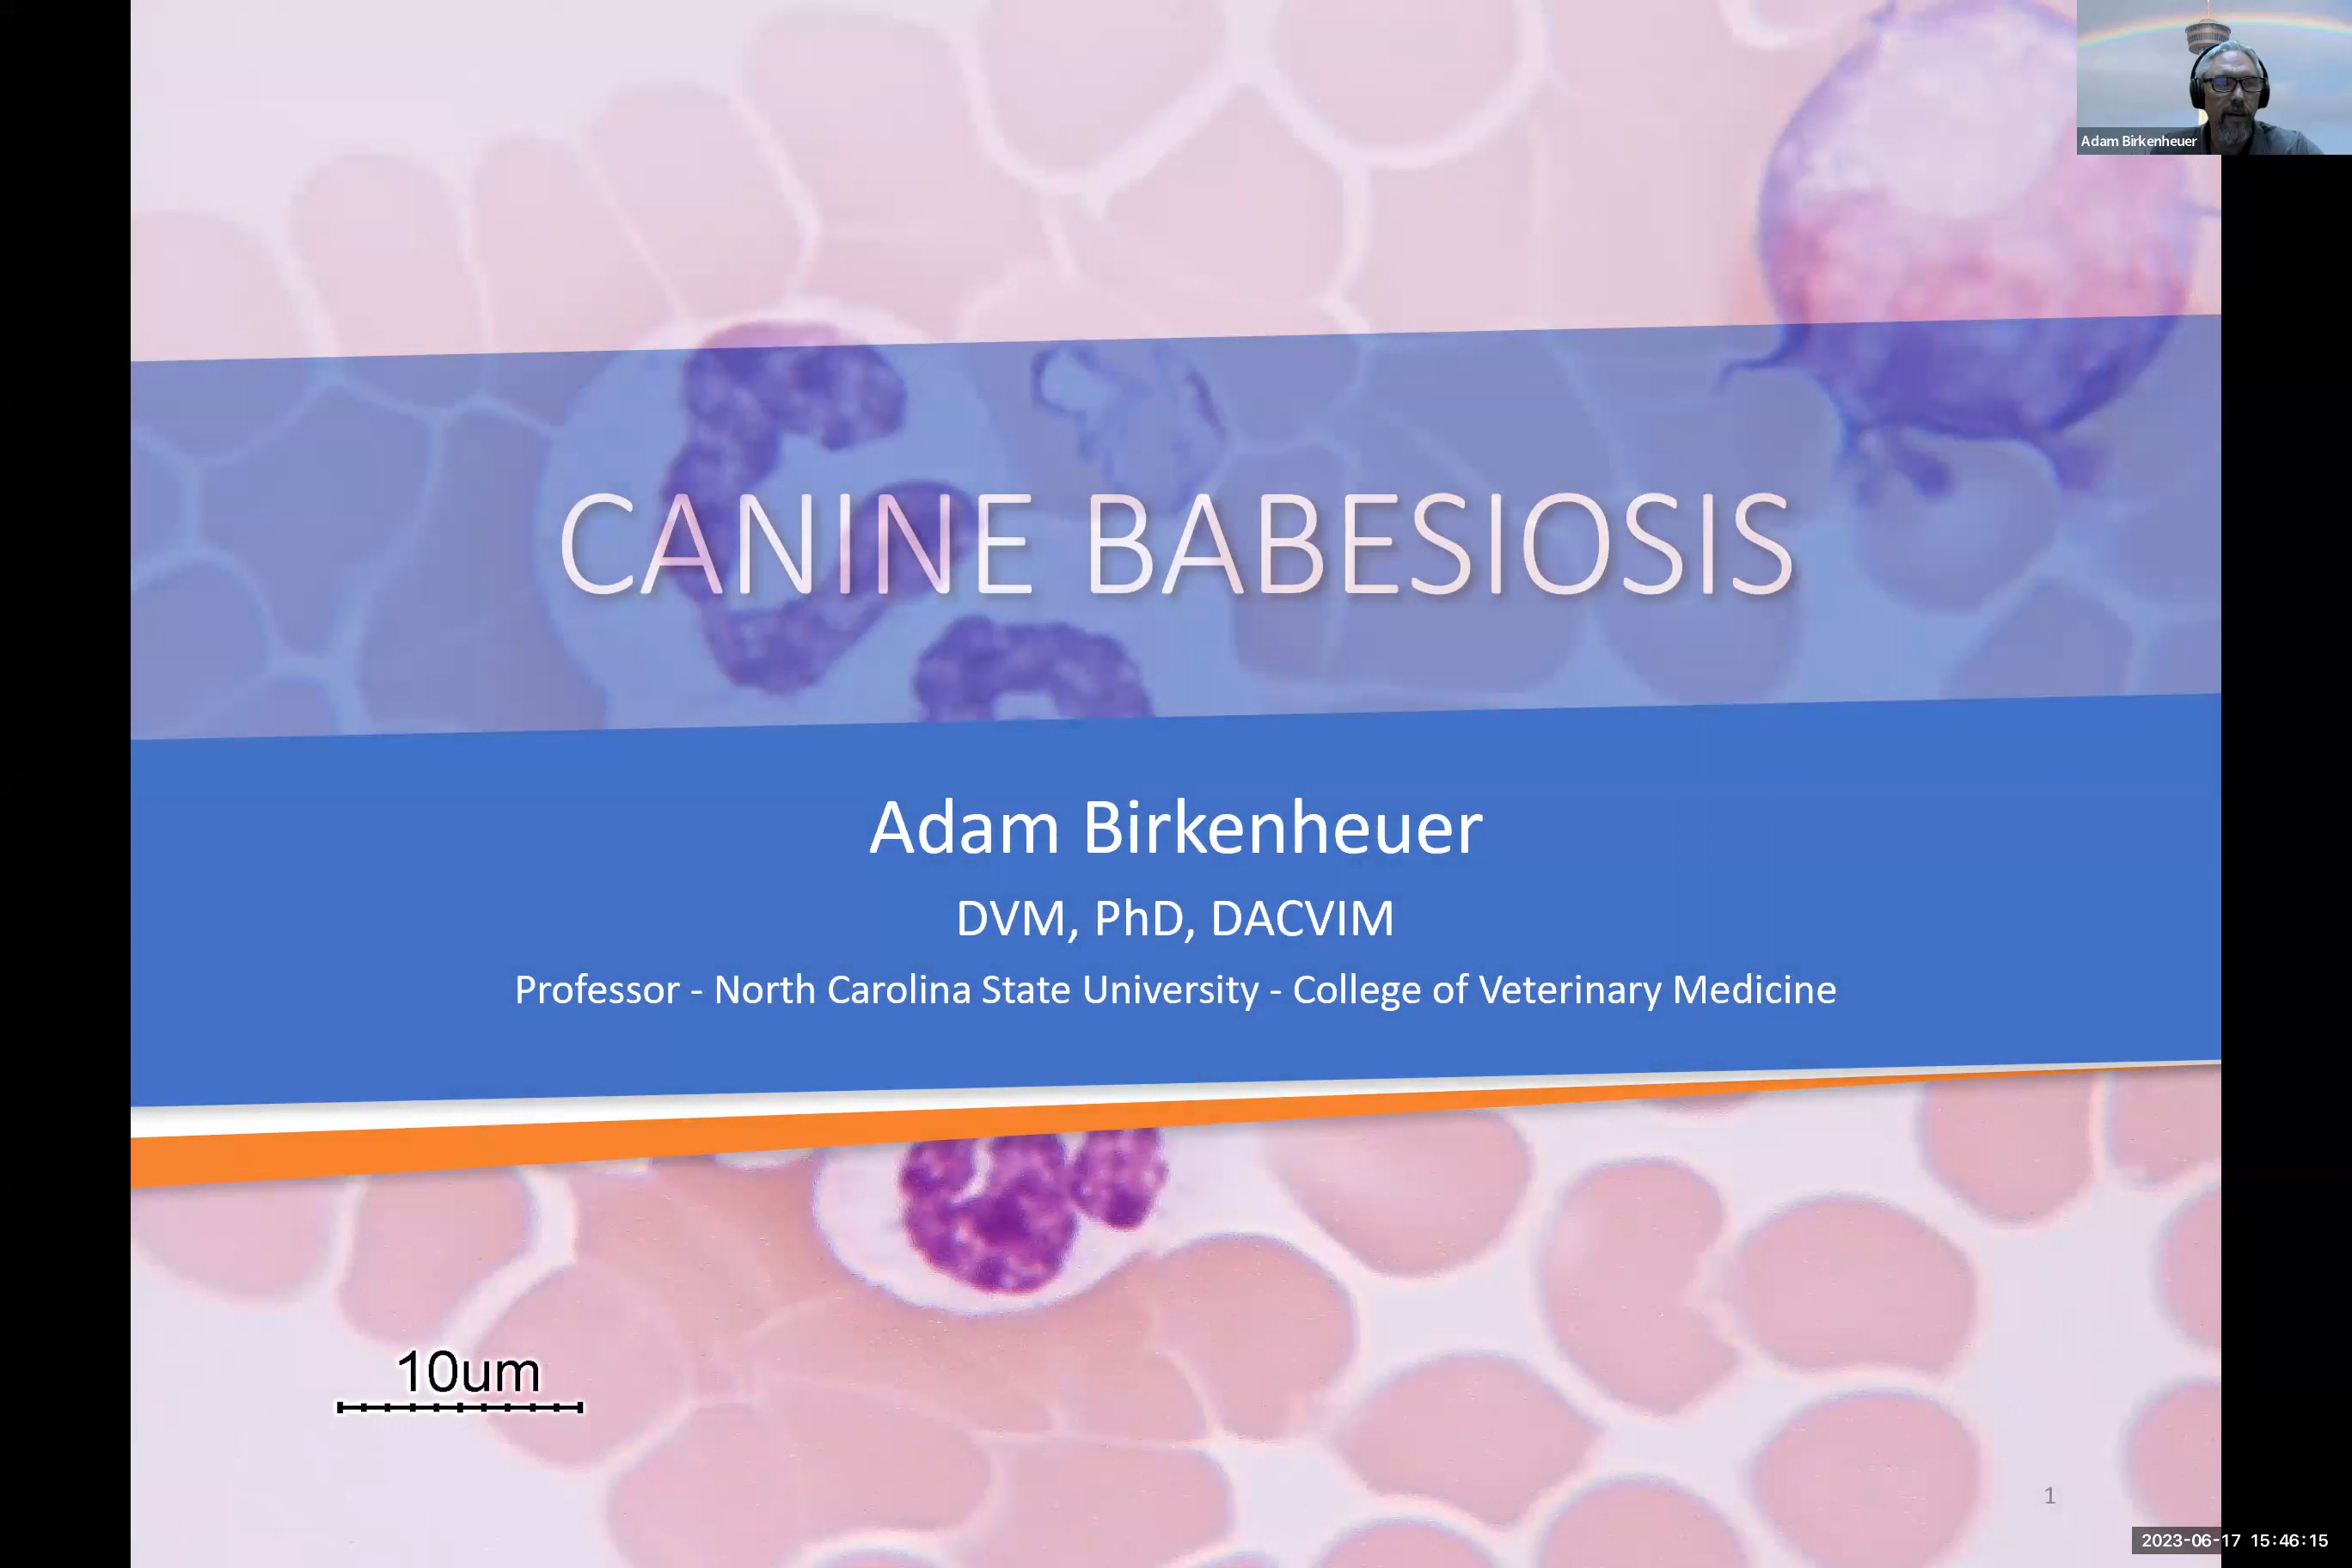 Adam Birkenheuer
CANINE BABESIOSIS
Adam Birkenheuer
DVM, PhD, DACVIM
Professor - North Carolina State University - College of Veterinary Medicine
10um
1
2023-06-17 15:46:15